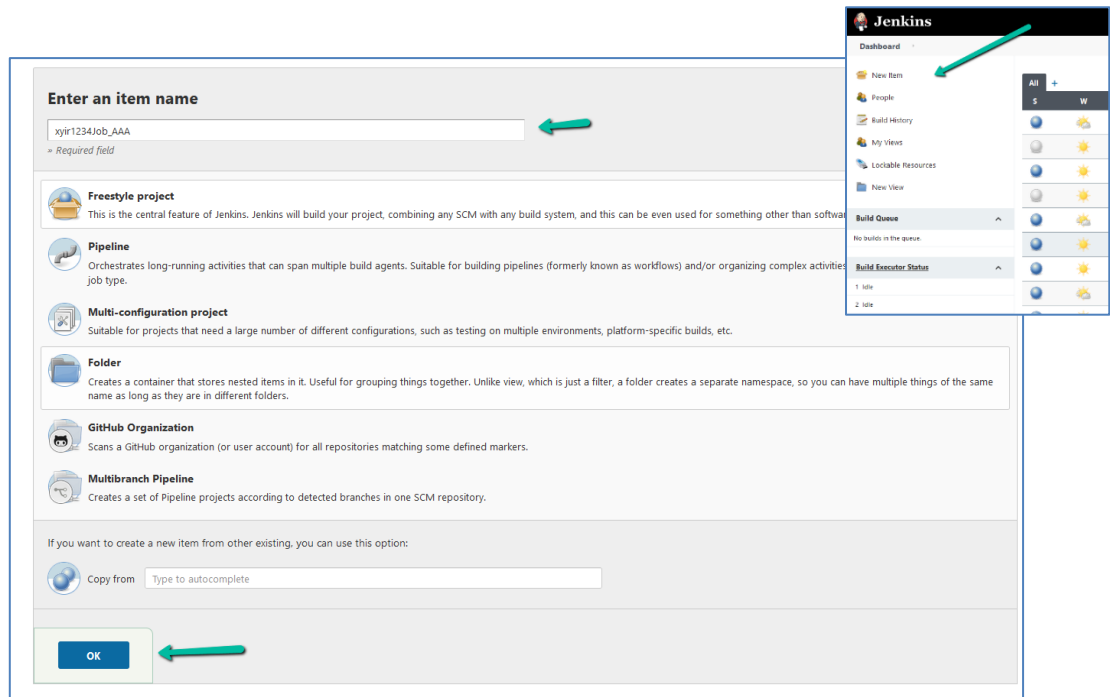 Jenkins
Dashboard
New Item
People
Build History
My Views
Lockable Resources
New View
Build Queue
No builds in the queue.
Build Executor Status
1 Idle
2 Idle
All +
S W
Enter an item name
xyir1234Job_AAA
» Required field
Freestyle project
This is the central feature of Jenkins. Jenkins will build your project, combining any SCM with any build system, and this can be even used for something other than softwar
Pipeline
Orchestrates long-running activities that can span multiple build agents. Suitable for building pipelines (formerly known as workflows) and/or organizing complex activities
job type.
Multi-configuration project
Suitable for projects that need a large number of different configurations, such as testing on multiple environments, platform-specific builds, etc.
Folder
Creates a container that stores nested items in it. Useful for grouping things together. Unlike view, which is just a filter, a folder creates a separate namespace, so you can have multiple things of the same
name as long as they are in different folders.
GitHub Organization
Scans a GitHub organization (or user account) for all repositories matching some defined markers.
Multibranch Pipeline
Creates a set of Pipeline projects according to detected branches in one SCM repository.
If you want to create a new item from other existing, you can use this option:
Copy from Type to autocomplete
OK